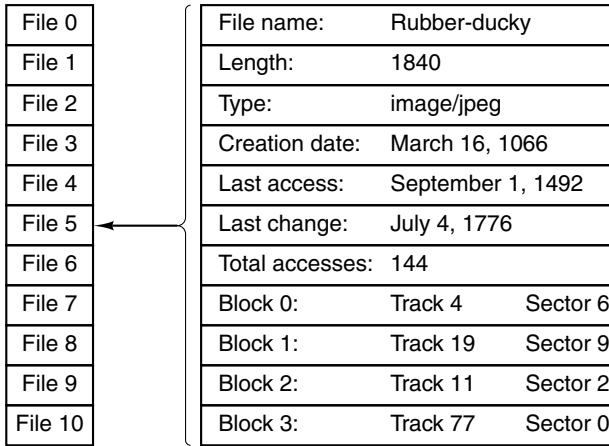 File 0
File 1
File 2
File 3
File 4
File 5
File 6
File 7
File 8
File 9
File 10
File name: Rubber-ducky
Length: 1840
Type: image/jpeg
Creation date: March 16, 1066
Last access: September 1, 1492
Last change: July 4, 1776
Total accesses: 144
Block 0: Track 4 Sector 6
Block 1: Track 19 Sector 9
Block 2: Track 11 Sector 2
Block 3: Track 77 Sector 0